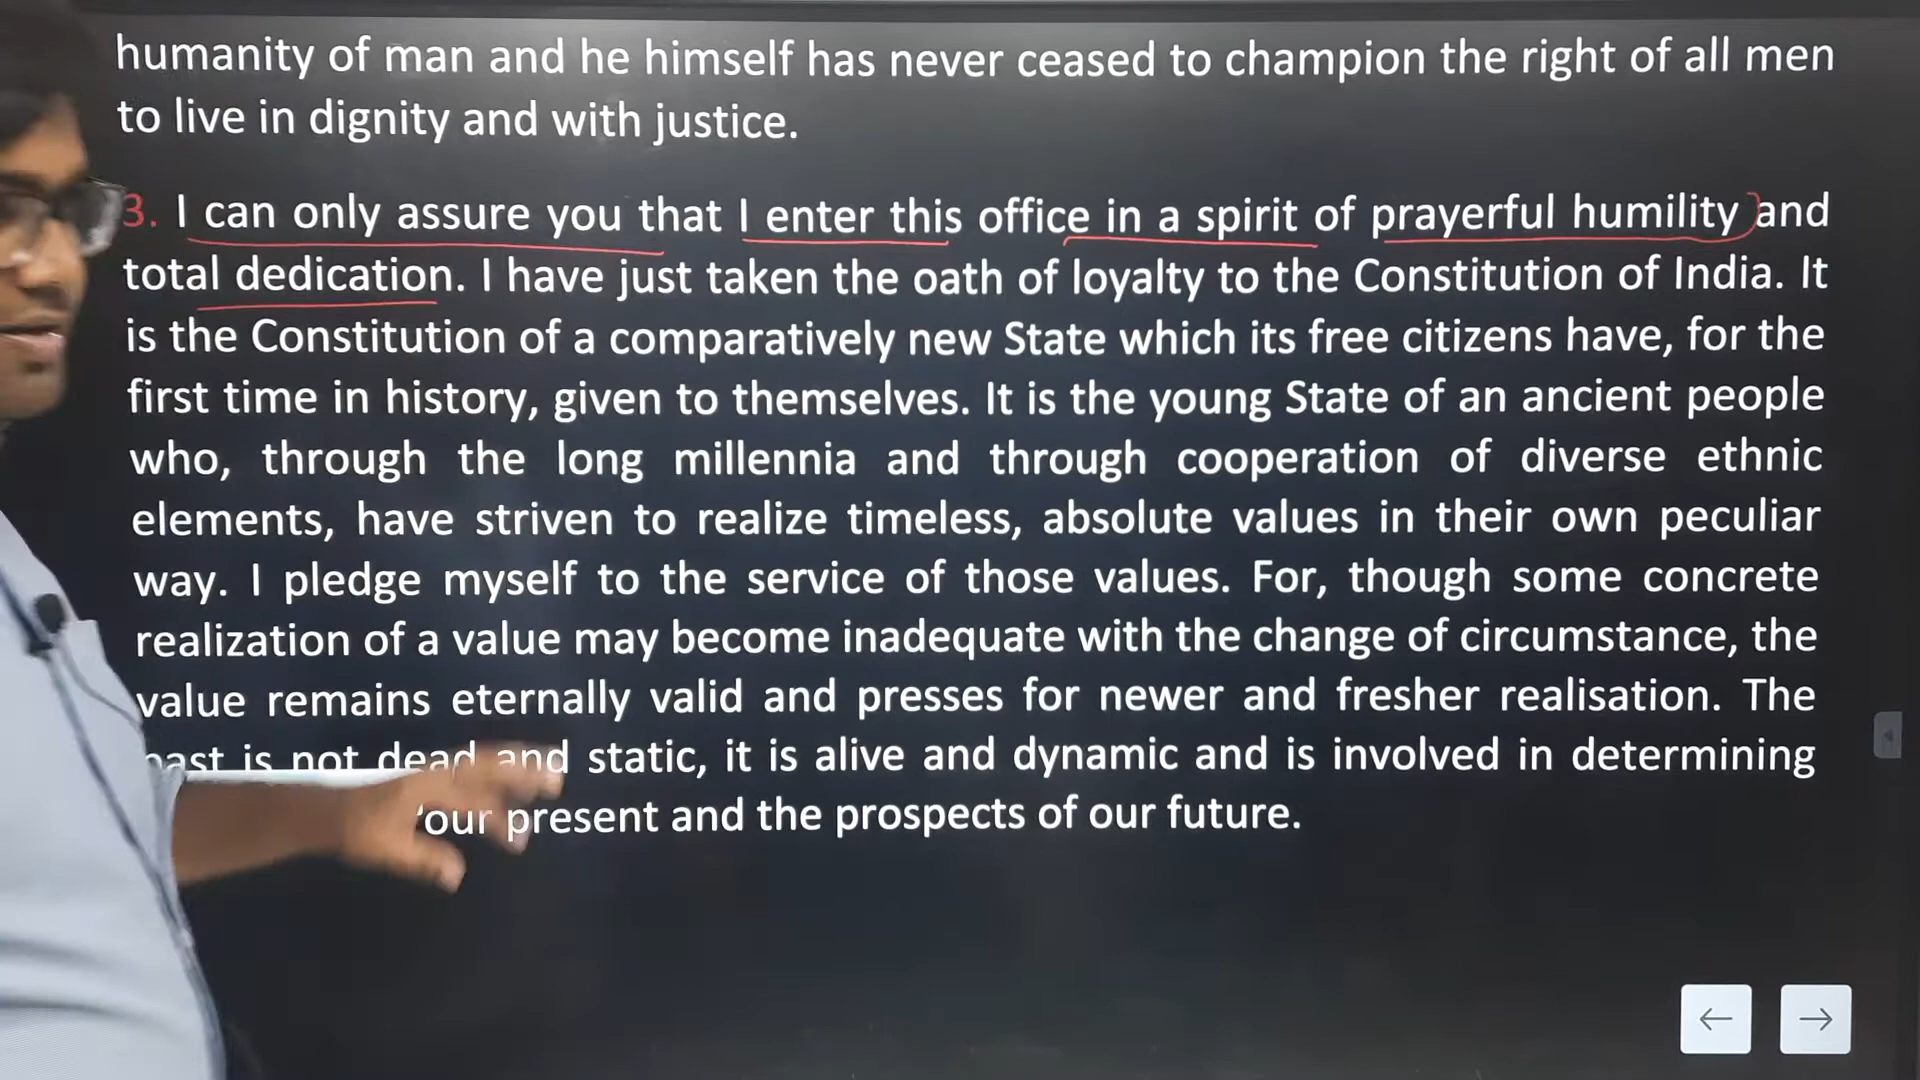 humanity of man and he himself has never ceased to champion the right of all men
to live in dignity and with justice.
3. I can only assure you that I enter this office in a spirit of prayerful humility and
total dedication. I have just taken the oath of loyalty to the Constitution of India. It
is the Constitution of a comparatively new State which its free citizens have, for the
first time in history, given to themselves. It is the young State of an ancient people
who, through the long millennia and through cooperation of diverse ethnic
elements, have striven to realize timeless, absolute values in their own peculiar
way. I pledge myself to the service of those values. For, though some concrete
realization of a value may become inadequate with the change of circumstance, the
value remains eternally valid and presses for newer and fresher realisation. The
past is not dead and static, it is alive and dynamic and is involved in determining
our present and the prospects of our future.